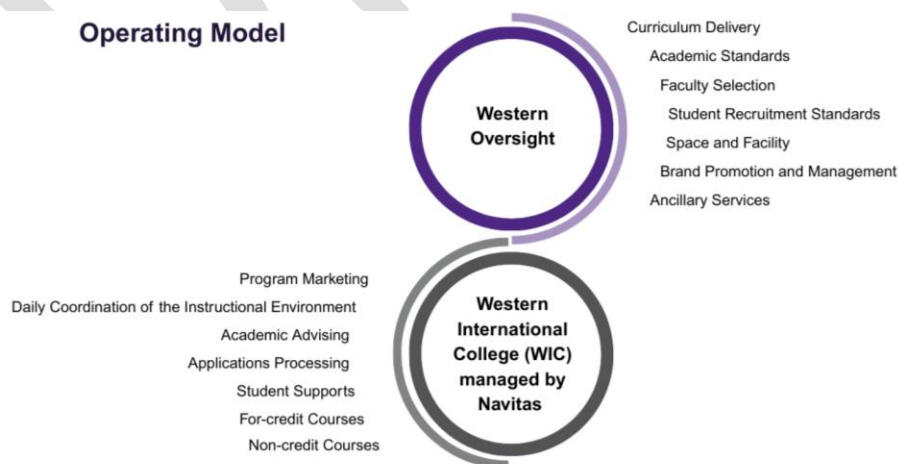 Operating Model
Western
Oversight
Curriculum Delivery
Academic Standards
Faculty Selection
Student Recruitment Standards
Space and Facility
Brand Promotion and Management
Ancillary Services
Program Marketing
Daily Coordination of the Instructional Environment
Academic Advising
Applications Processing
Student Supports
For-credit Courses
Non-credit Courses
Western
International
College (WIC)
managed by
Navitas